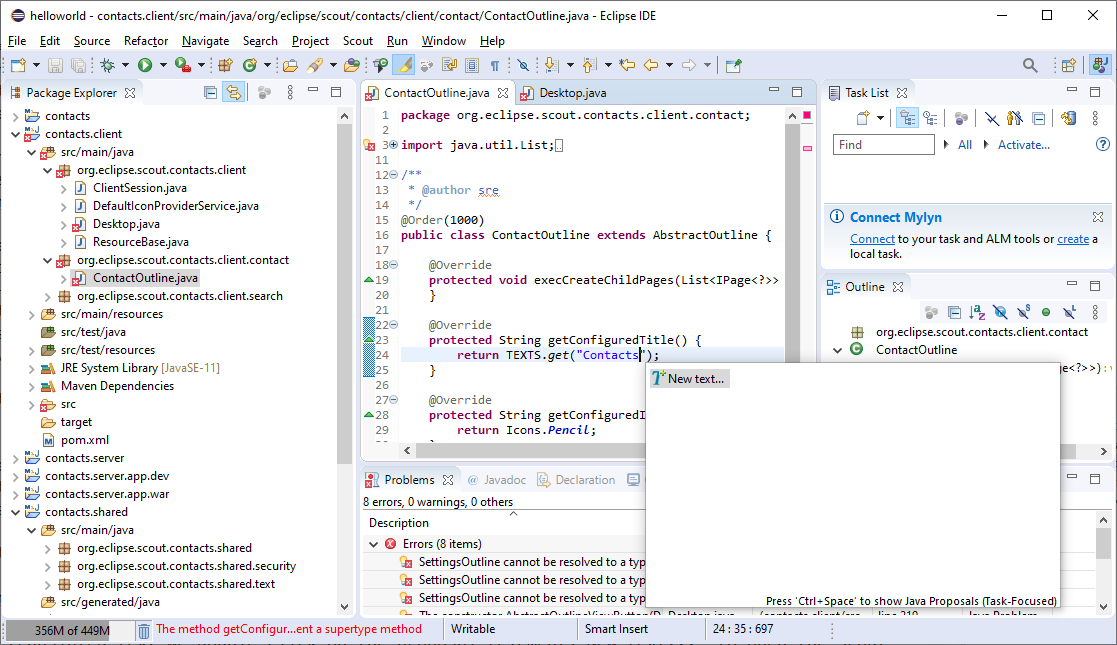 helloworld - contacts.client/src/main/java/org/eclipse/scout/contacts/client/contact/ContactOutline.java - Eclipse IDE
File Edit Source Refactor Navigate Search Project Scout Run Window Help
Package Explorer
contacts
contacts.client
src/main/java
org.eclipse.scout.contacts.client
ClientSession.java
DefaultIconProviderService.java
Desktop.java
ResourceBase.java
org.eclipse.scout.contacts.client.contact
ContactOutline.java
org.eclipse.scout.contacts.client.search
src/main/resources
src/test/java
src/test/resources
JRE System Library [JavaSE-11]
Maven Dependencies
src
target
pom.xml
contacts.server
contacts.server.app.dev
contacts.server.app.war
contacts.shared
src/main/java
org.eclipse.scout.contacts.shared
org.eclipse.scout.contacts.shared.security
org.eclipse.scout.contacts.shared.text
src/generated/java
ContactOutline.java Desktop.java
1 package org.eclipse.scout.contacts.client.contact;
2
3 import java.util.List;
11
12 /**
13 * @author sre
14 */
15 @Order(1000)
16 public class ContactOutline extends AbstractOutline {
17
18 @Override
19 protected void execCreateChildPages(List<IPage<?>>
20 }
21
22 @Override
23 protected String getConfiguredTitle() {
24 return TEXTS.get("Contacts");
25 }
26
27 @Override
28 protected String getConfiguredI
29 return Icons.Pencil;
New text...
Press 'Ctrl+Space' to show Java Proposals (Task-Focused)
Problems @ Javadoc Declaration
8 errors, 0 warnings, 0 others
Description
Errors (8 items)
SettingsOutline cannot be resolved to a typ
SettingsOutline cannot be resolved to a typ
SettingsOutline cannot be resolved to a typ
Task List
Find All Activate...
Connect Mylyn
Connect to your task and ALM tools or create a
local task.
Outline
org.eclipse.scout.contacts.client.contact
ContactOutline
356M of 449M The method getConfigur...ent a supertype method Writable Smart Insert 24 : 35 : 697